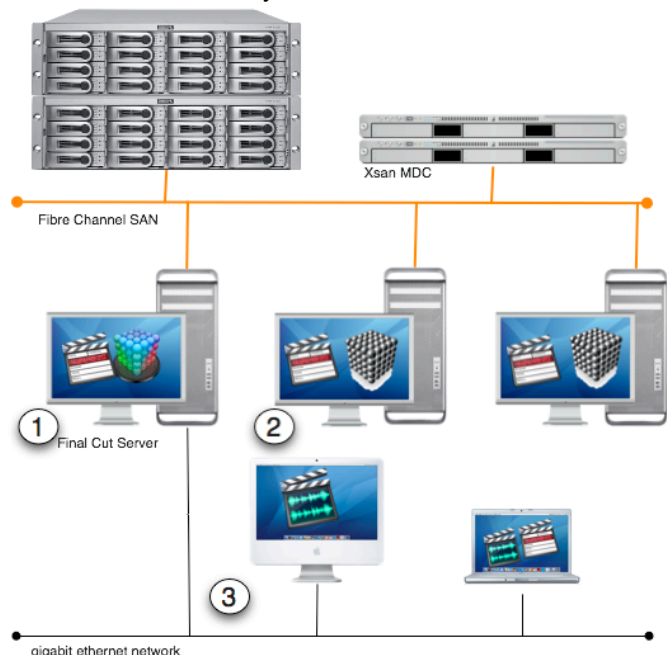 Xsan MDC
Fibre Channel SAN
1
Final Cut Server
2
3
gigabit ethernet network